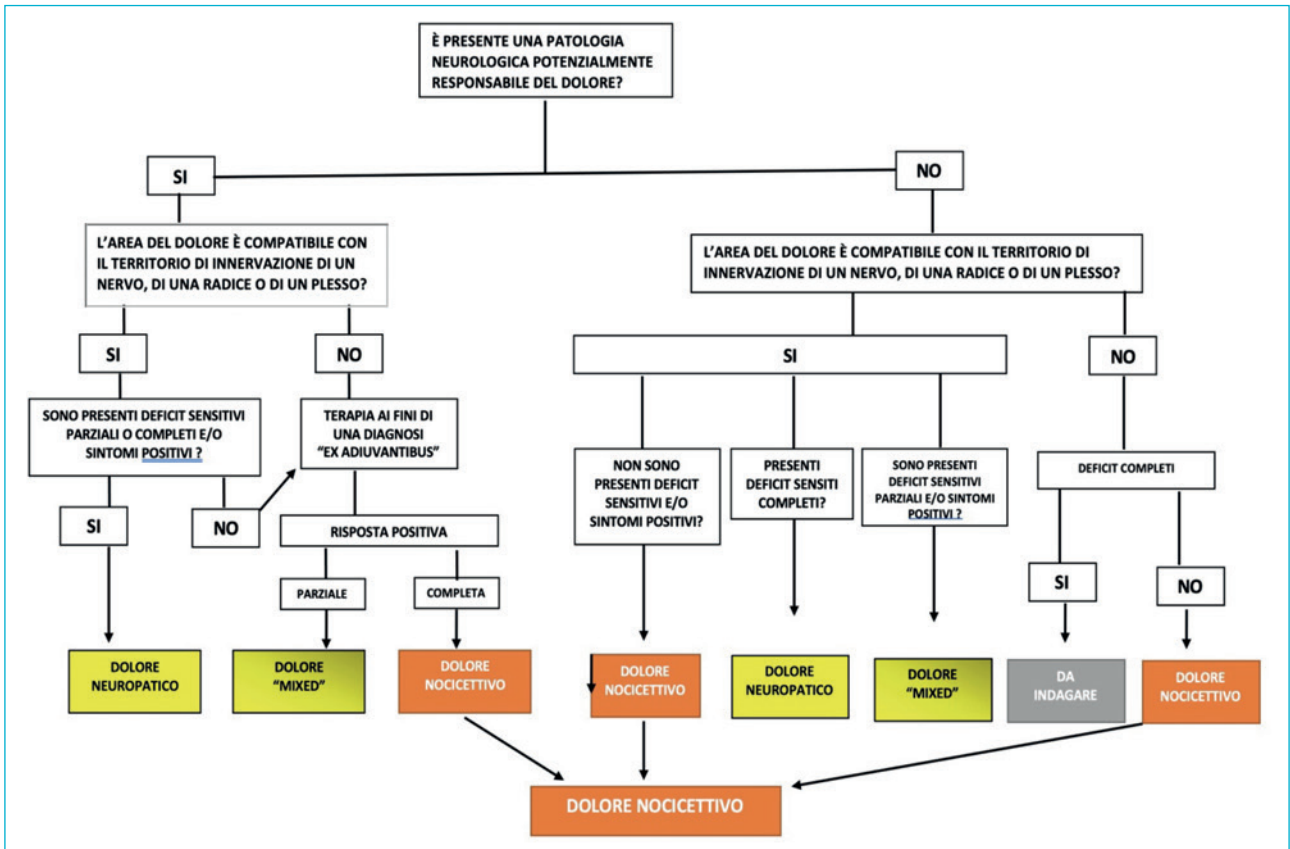 È PRESENTE UNA PATOLOGIA
NEUROLOGICA POTENZIALMENTE
RESPONSABILE DEL DOLORE?
SI
NO
L'AREA DEL DOLORE È COMPATIBILE CON
IL TERRITORIO DI INNERVAZIONE DI UN
NERVO, DI UNA RADICE O DI UN PLESSO?
L'AREA DEL DOLORE È COMPATIBILE CON IL TERRITORIO DI
INNERVAZIONE DI UN NERVO, DI UNA RADICE O DI UN PLESSO?
SI
NO
SI
NO
SONO PRESENTI DEFICIT SENSITIVI
PARZIALI O COMPLETI E/O
SINTOMI POSITIVI ?
TERAPIA AI FINI DI
UNA DIAGNOSI
"EX ADIUVANTIBUS"
NON SONO
PRESENTI DEFICIT
SENSITIVI E/O
SINTOMI POSITIVI?
PRESENTI
DEFICIT SENSITI
COMPLETI?
SONO PRESENTI
DEFICIT SENSITIVI
PARZIALI E/O SINTOMI
POSITIVI ?
DEFICIT COMPLETI
SI
NO
RISPOSTA POSITIVA
PARZIALE
COMPLETA
SI
NO
DOLORE
NEUROPATICO
DOLORE
"MIXED"
DOLORE
NOCICETTIVO
DOLORE
NOCICETTIVO
DOLORE
NEUROPATICO
DOLORE
"MIXED"
DA
INDAGARE
DOLORE
NOCICETTIVO
DOLORE NOCICETTIVO